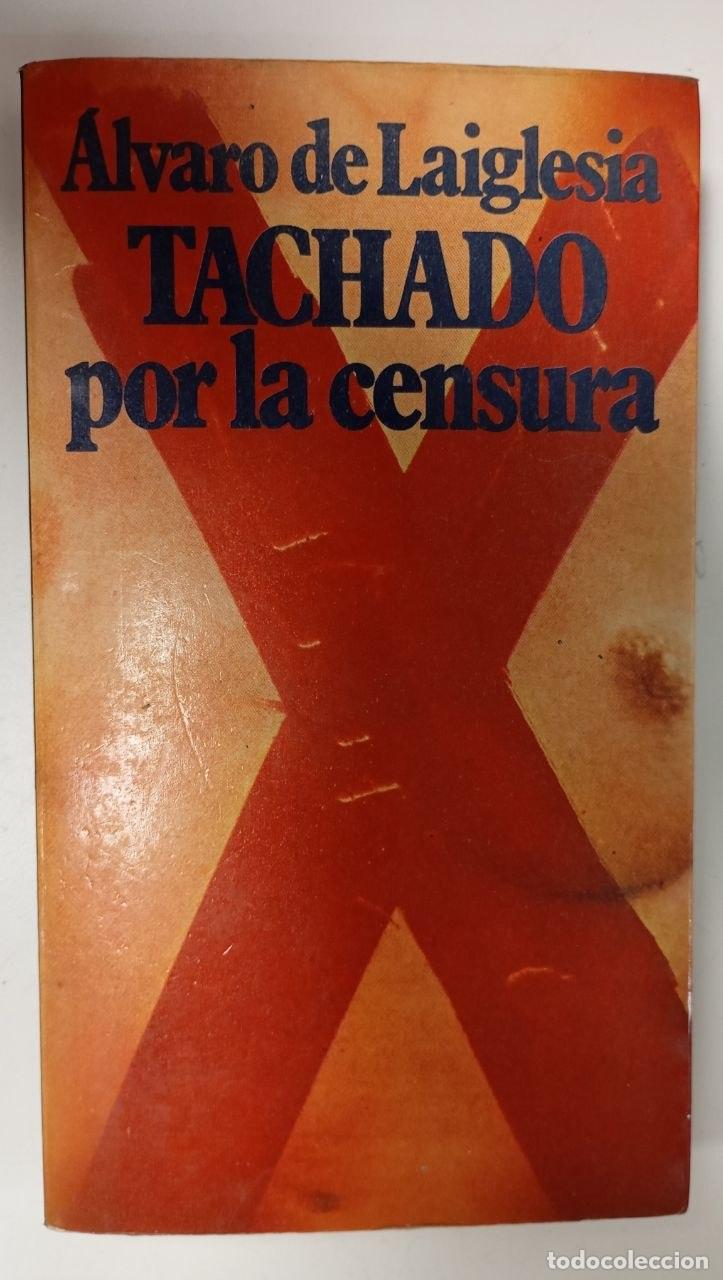 Álvaro de Laiglesia
TACHADO
por la censura
todocoleccion